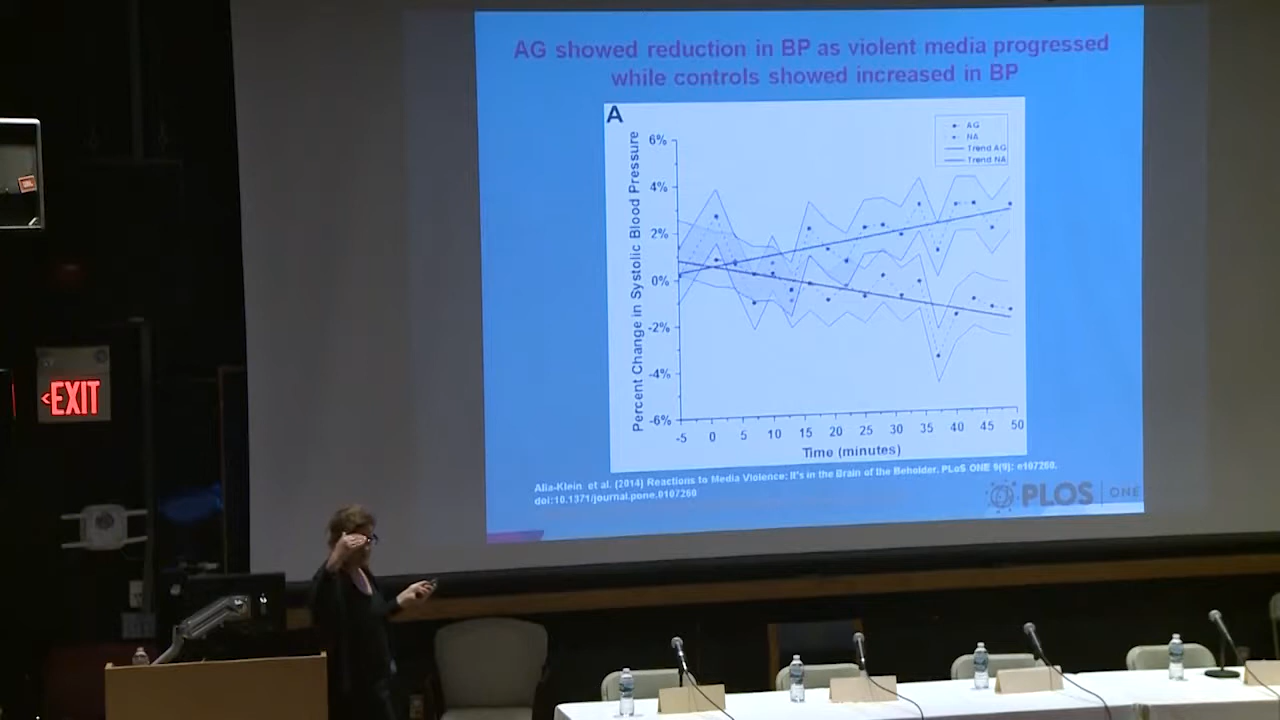 AG showed reduction in BP as violent media progressed
while controls showed increased in BP
A
AG
NA
Trend AG
Trend NA
Percent Change in Systolic Blood Pressure
6%
4%
2%
0%
-2%
-4%
-6%
-5 0 5 10 15 20 25 30 35 40 45 50
Time (minutes)
Alia-Klein et al. (2014) Reactions to Media Violence: It's in the Brain of the Beholder. PLoS ONE 9(9): e107260.
doi:10.1371/journal.pone.0107260
PLOS ONE
<EXIT